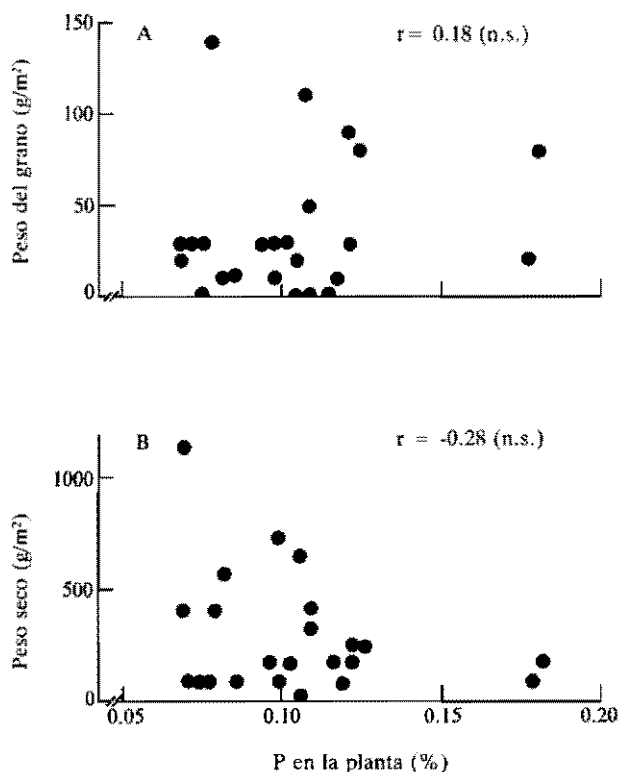 A
r = 0.18 (n.s.)
Peso del grano (g/m²)
150
100
50
0
B
r = -0.28 (n.s.)
Peso seco (g/m²)
1000
500
0
0.05 0.10 0.15 0.20
P en la planta (%)